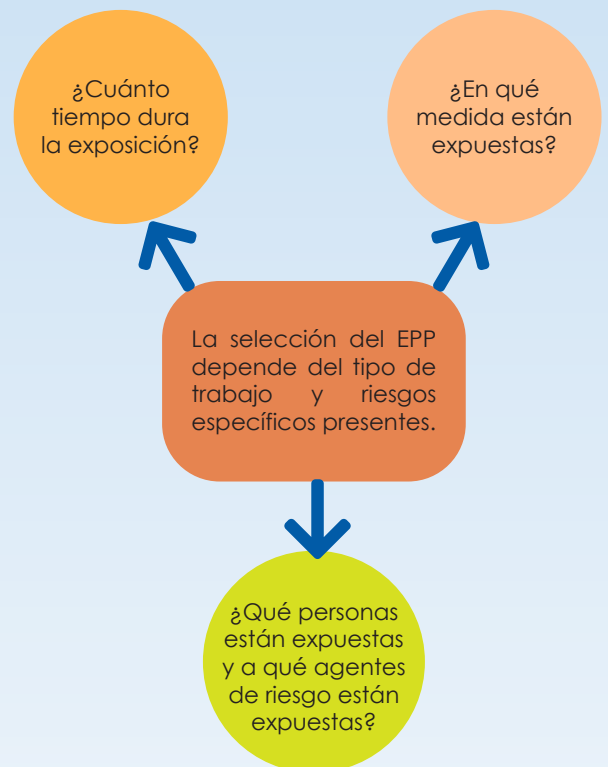 ¿Cuánto
tiempo dura
la exposición?
¿En qué
medida están
expuestas?
La selección del EPP
depende del tipo de
trabajo y riesgos
específicos presentes.
¿Qué personas
están expuestas
y a qué agentes
de riesgo están
expuestas?